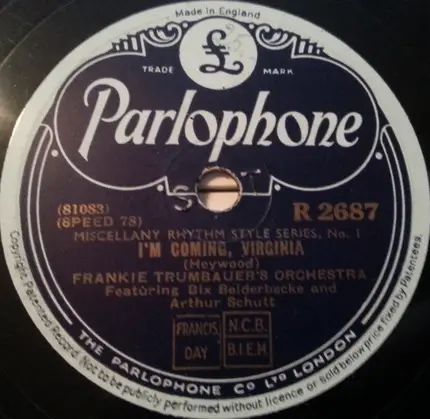 Made in England
£
TRADE MARK
Parlophone
S T
(81083)
(SPEED 78)
R 2687
MISCELLANY RHYTHM STYLE SERIES, No. 1
I'M COMING, VIRGINIA
(Heywood)
FRANKIE TRUMBAUER'S ORCHESTRA
Featuring Bix Beiderbecke and
Arthur Schutt
FRANCIS
DAY
N.C.B.
B.I.E.M
THE PARLOPHONE CO LTD LONDON
Copyright. Patented Record. Not to be publicly performed without licence or sold below price fixed by Patentees.